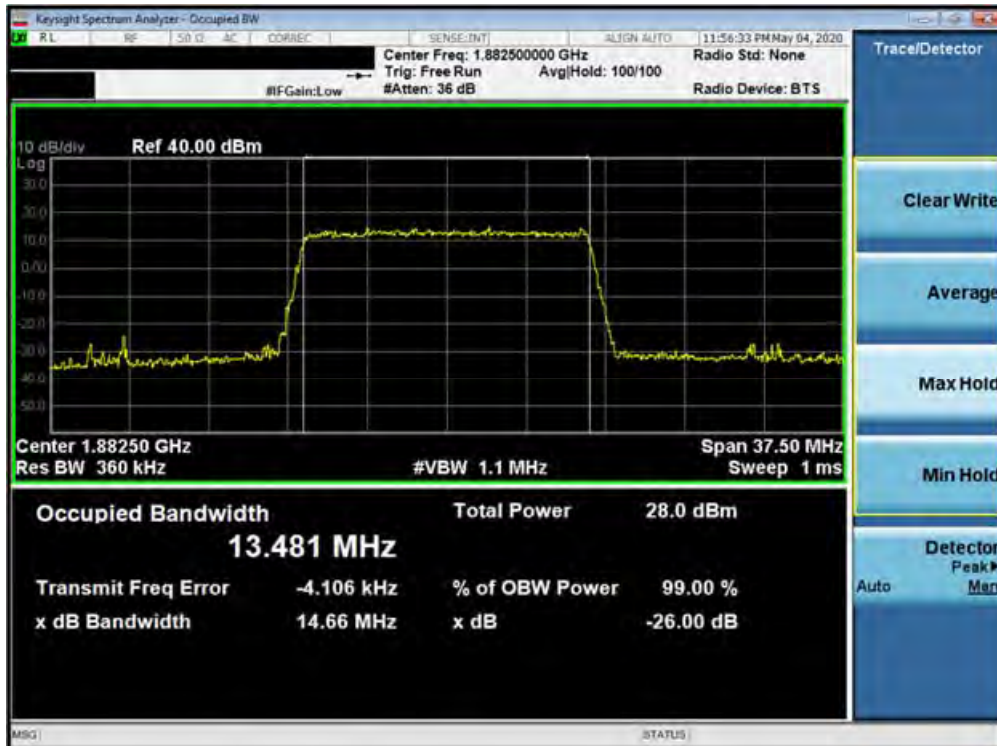 Keysight Spectrum Analyzer - Occupied BW
RL RF 50 Ω AC CORREC SENSE:INT ALIGN AUTO 11:56:33 PM May 04, 2020
Center Freq: 1.882500000 GHz Radio Std: None
Trig: Free Run Avg|Hold: 100/100
#IFGain:Low #Atten: 36 dB Radio Device: BTS
10 dB/div Ref 40.00 dBm
Log
30.0
20.0
10.0
0.00
-10.0
-20.0
-30.0
-40.0
-50.0
Center 1.88250 GHz Span 37.50 MHz
Res BW 360 kHz #VBW 1.1 MHz Sweep 1 ms
Occupied Bandwidth Total Power 28.0 dBm
13.481 MHz
Transmit Freq Error -4.106 kHz % of OBW Power 99.00 %
x dB Bandwidth 14.66 MHz x dB -26.00 dB
MSG STATUS
Trace/Detector
Clear Write
Average
Max Hold
Min Hold
Detector
Peak
Auto Man